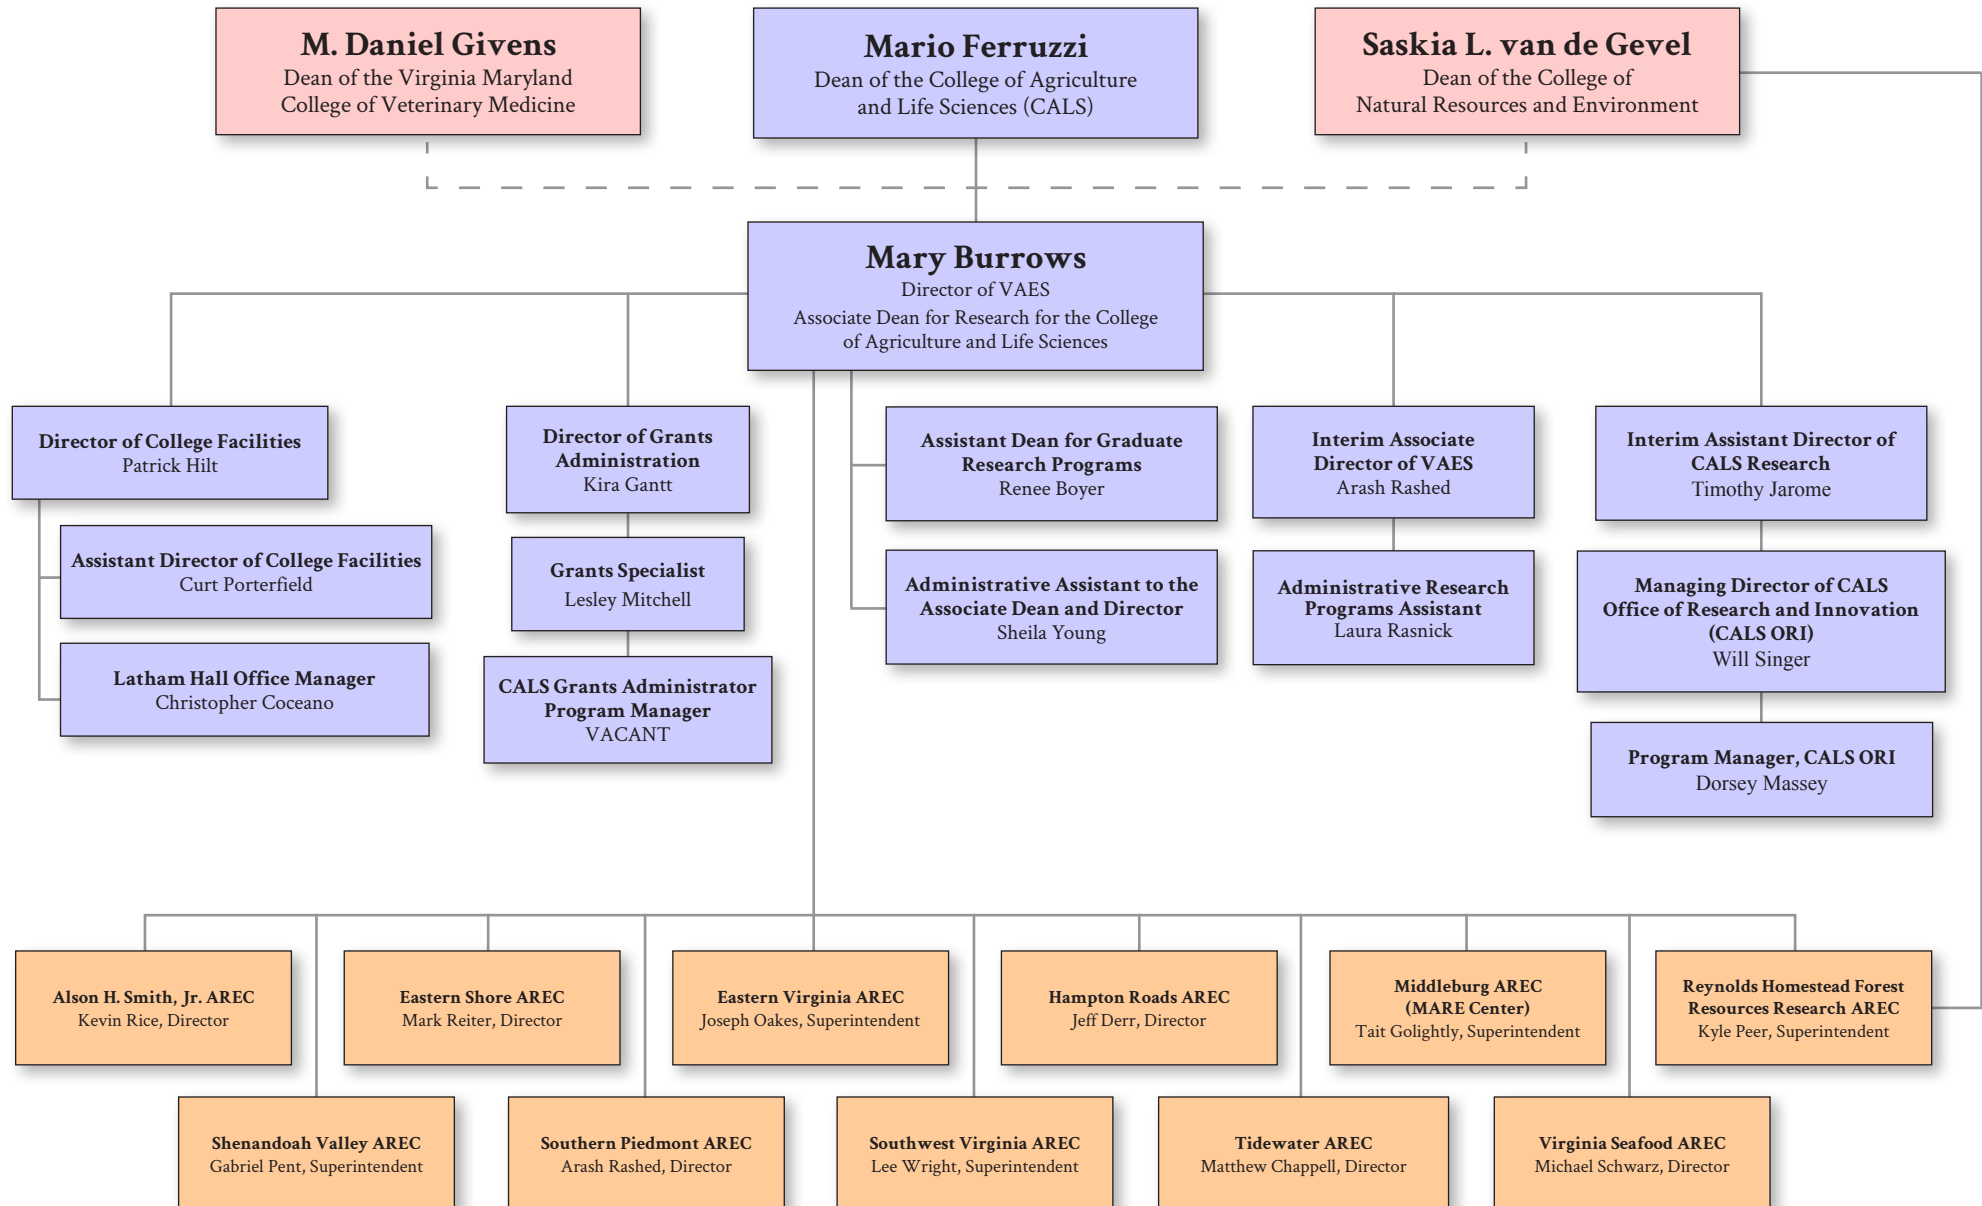 M. Daniel Givens
Dean of the Virginia Maryland
College of Veterinary Medicine
Mario Ferruzzi
Dean of the College of Agriculture
and Life Sciences (CALS)
Saskia L. van de Gevel
Dean of the College of
Natural Resources and Environment
Mary Burrows
Director of VAES
Associate Dean for Research for the College
of Agriculture and Life Sciences
Director of College Facilities
Patrick Hilt
Assistant Director of College Facilities
Curt Porterfield
Latham Hall Office Manager
Christopher Coceano
Director of Grants
Administration
Kira Gantt
Grants Specialist
Lesley Mitchell
CALS Grants Administrator
Program Manager
VACANT
Assistant Dean for Graduate
Research Programs
Renee Boyer
Administrative Assistant to the
Associate Dean and Director
Sheila Young
Interim Associate
Director of VAES
Arash Rashed
Administrative Research
Programs Assistant
Laura Rasnick
Interim Assistant Director of
CALS Research
Timothy Jarome
Managing Director of CALS
Office of Research and Innovation
(CALS ORI)
Will Singer
Program Manager, CALS ORI
Dorsey Massey
Alson H. Smith, Jr. AREC
Kevin Rice, Director
Eastern Shore AREC
Mark Reiter, Director
Eastern Virginia AREC
Joseph Oakes, Superintendent
Hampton Roads AREC
Jeff Derr, Director
Middleburg AREC
(MARE Center)
Tait Golightly, Superintendent
Reynolds Homestead Forest
Resources Research AREC
Kyle Peer, Superintendent
Shenandoah Valley AREC
Gabriel Pent, Superintendent
Southern Piedmont AREC
Arash Rashed, Director
Southwest Virginia AREC
Lee Wright, Superintendent
Tidewater AREC
Matthew Chappell, Director
Virginia Seafood AREC
Michael Schwarz, Director